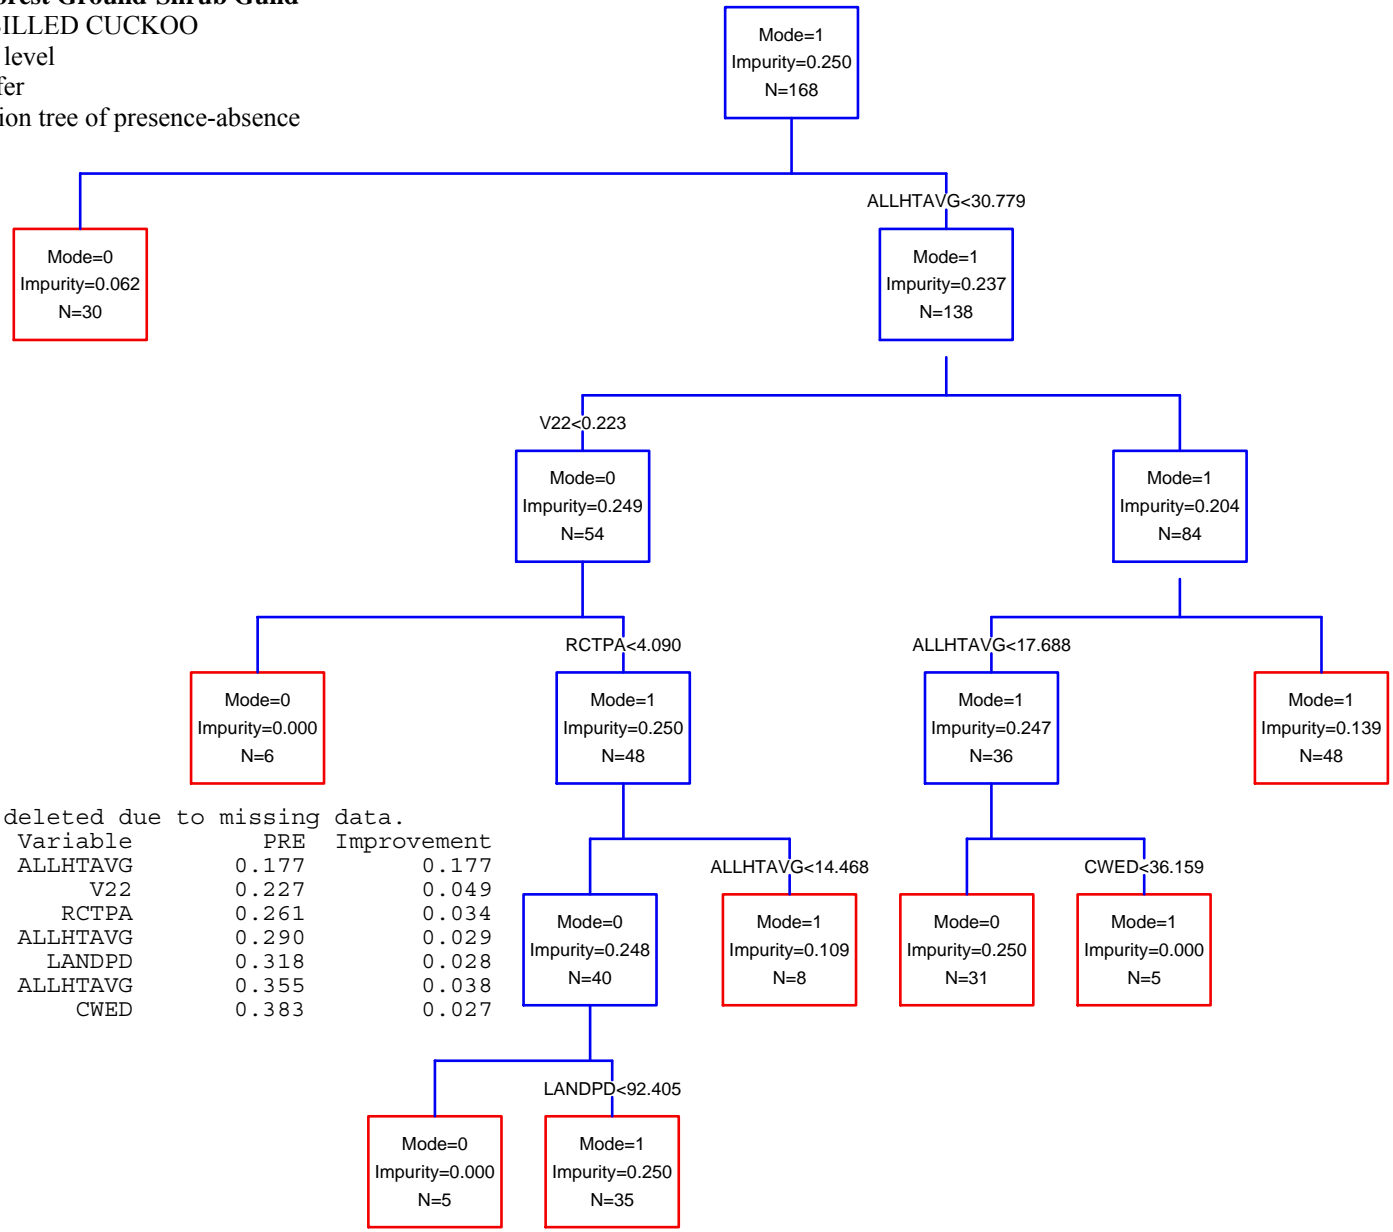 BILLED CUCKOO
level
tion tree of presence-absence
Mode=1
Impurity=0.250
N=168
ALLHTAVG<30.779
Mode=0
Impurity=0.062
N=30
Mode=1
Impurity=0.237
N=138
V22<0.223
Mode=0
Impurity=0.249
N=54
Mode=1
Impurity=0.204
N=84
RCTPA<4.090
ALLHTAVG<17.688
Mode=0
Impurity=0.000
N=6
Mode=1
Impurity=0.250
N=48
Mode=1
Impurity=0.247
N=36
Mode=1
Impurity=0.139
N=48
deleted due to missing data.
Variable PRE Improvement
ALLHTAVG 0.177 0.177
V22 0.227 0.049
RCTPA 0.261 0.034
ALLHTAVG 0.290 0.029
LANDPD 0.318 0.028
ALLHTAVG 0.355 0.038
CWED 0.383 0.027
ALLHTAVG<14.468
CWED<36.159
Mode=0
Impurity=0.248
N=40
Mode=1
Impurity=0.109
N=8
Mode=0
Impurity=0.250
N=31
Mode=1
Impurity=0.000
N=5
LANDPD<92.405
Mode=0
Impurity=0.000
N=5
Mode=1
Impurity=0.250
N=35